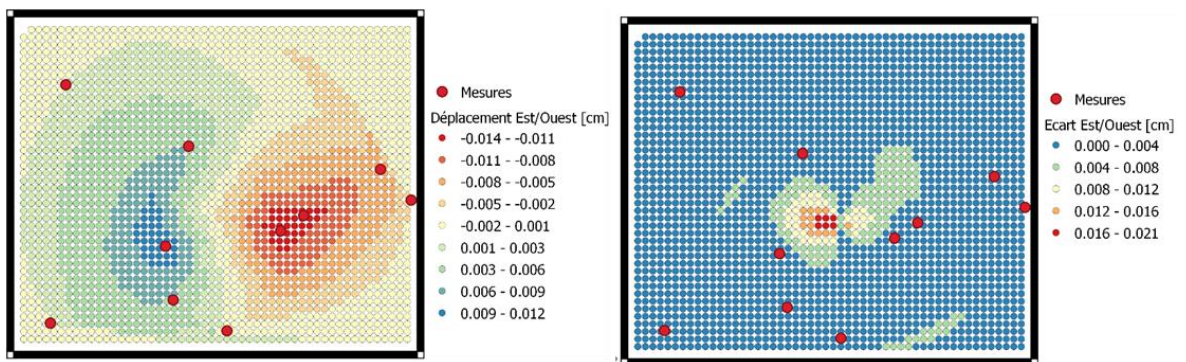 Mesures
Déplacement Est/Ouest [cm]
-0.014 - -0.011
-0.011 - -0.008
-0.008 - -0.005
-0.005 - -0.002
-0.002 - 0.001
0.001 - 0.003
0.003 - 0.006
0.006 - 0.009
0.009 - 0.012
Mesures
Ecart Est/Ouest [cm]
0.000 - 0.004
0.004 - 0.008
0.008 - 0.012
0.012 - 0.016
0.016 - 0.021